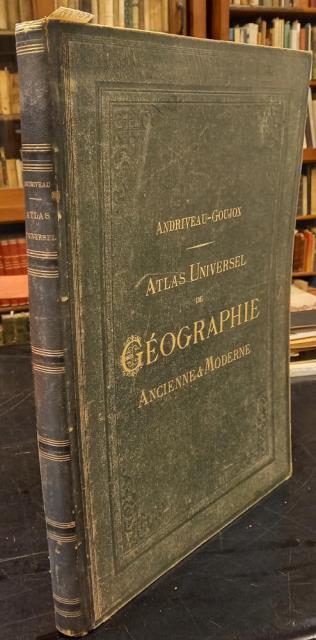 ANDRIVEAU-GOUJON
ATLAS UNIVERSEL
DE
GÉOGRAPHIE
ANCIENNE & MODERNE
ANDRIVEAU
ATLAS
UNIVERSEL